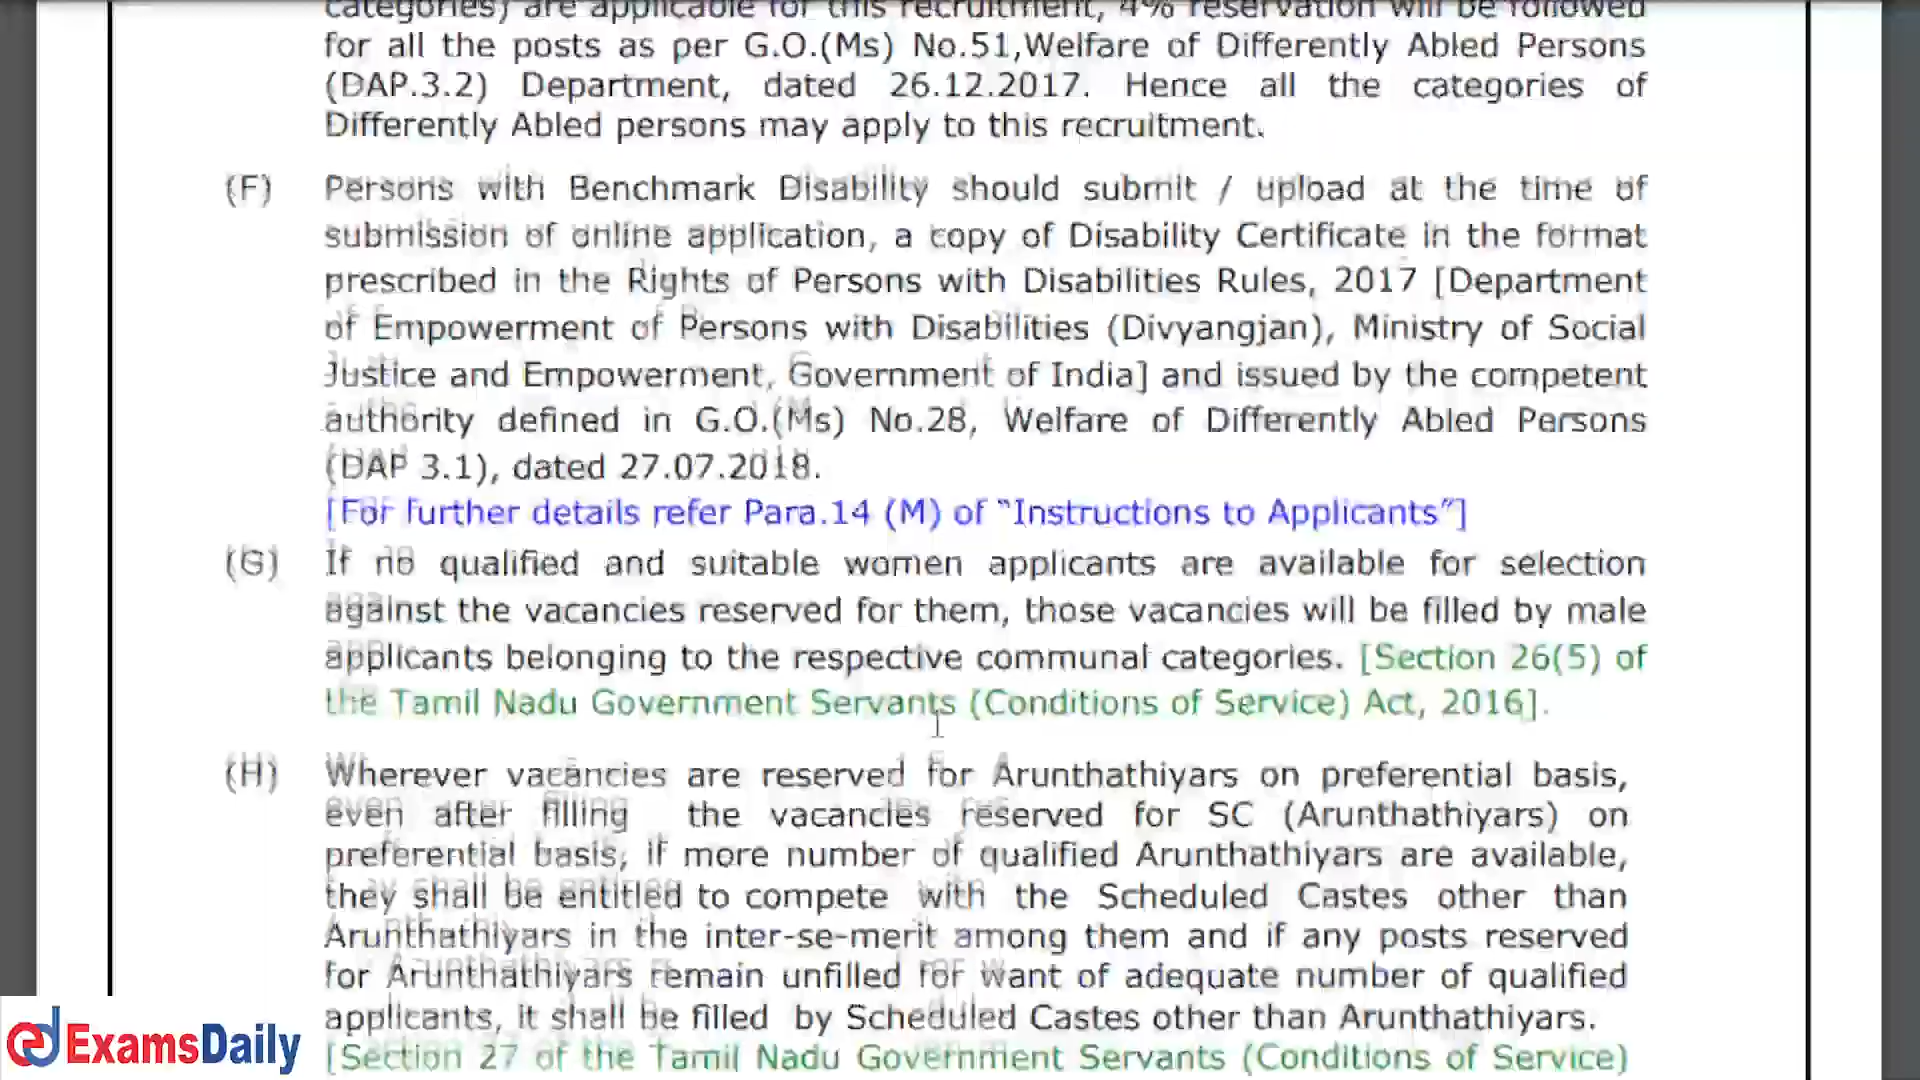 categories) are applicable for this recruitment, 4% reservation will be followed
for all the posts as per G.O.(Ms) No.51,Welfare of Differently Abled Persons
(DAP.3.2) Department, dated 26.12.2017. Hence all the categories of
Differently Abled persons may apply to this recruitment.
(F) Persons with Benchmark Disability should submit / upload at the time of
submission of online application, a copy of Disability Certificate in the format
prescribed in the Rights of Persons with Disabilities Rules, 2017 [Department
of Empowerment of Persons with Disabilities (Divyangjan), Ministry of Social
Justice and Empowerment, Government of India] and issued by the competent
authority defined in G.O.(Ms) No.28, Welfare of Differently Abled Persons
(DAP 3.1), dated 27.07.2018.
[For further details refer Para.14 (M) of “Instructions to Applicants”]
(G) If no qualified and suitable women applicants are available for selection
against the vacancies reserved for them, those vacancies will be filled by male
applicants belonging to the respective communal categories. [Section 26(5) of
the Tamil Nadu Government Servants (Conditions of Service) Act, 2016].
(H) Wherever vacancies are reserved for Arunthathiyars on preferential basis,
even after filling the vacancies reserved for SC (Arunthathiyars) on
preferential basis, if more number of qualified Arunthathiyars are available,
they shall be entitled to compete with the Scheduled Castes other than
Arunthathiyars in the inter-se-merit among them and if any posts reserved
for Arunthathiyars remain unfilled for want of adequate number of qualified
applicants, it shall be filled by Scheduled Castes other than Arunthathiyars.
[Section 27 of the Tamil Nadu Government Servants (Conditions of Service)
ExamsDaily